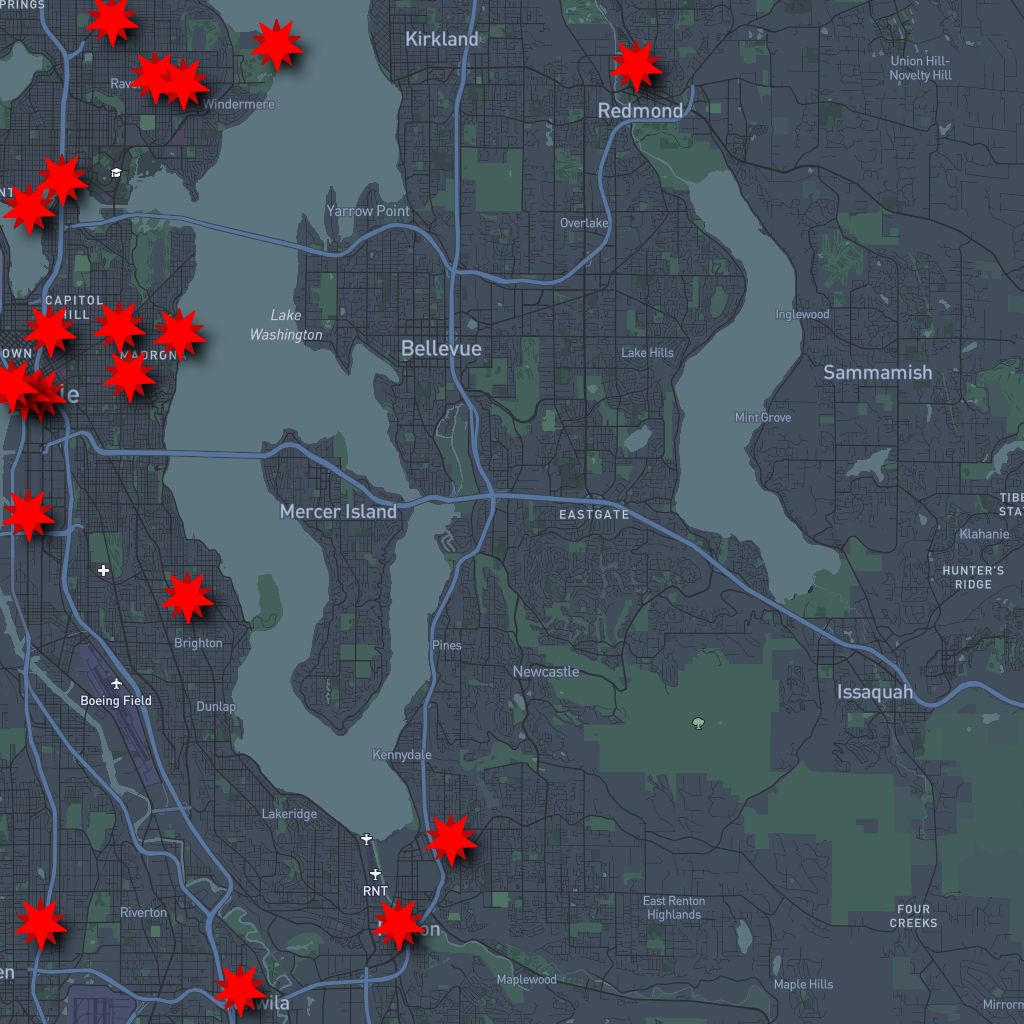 PRINGS
Kirkland
Union Hill-
Novelty Hill
Windermere
Redmond
Yarrow Point
Overlake
CAPITOL
HILL
Lake
Washington
Inglewood
Bellevue
Lake Hills
Sammamish
Mint Grove
Mercer Island
EASTGATE
Klahanie
HUNTER'S
RIDGE
Brighton
Pines
Newcastle
Issaquah
Boeing Field
Dunlap
Kennydale
Lakeridge
RNT
East Renton
Highlands
Riverton
FOUR
CREEKS
Maplewood
Maple Hills